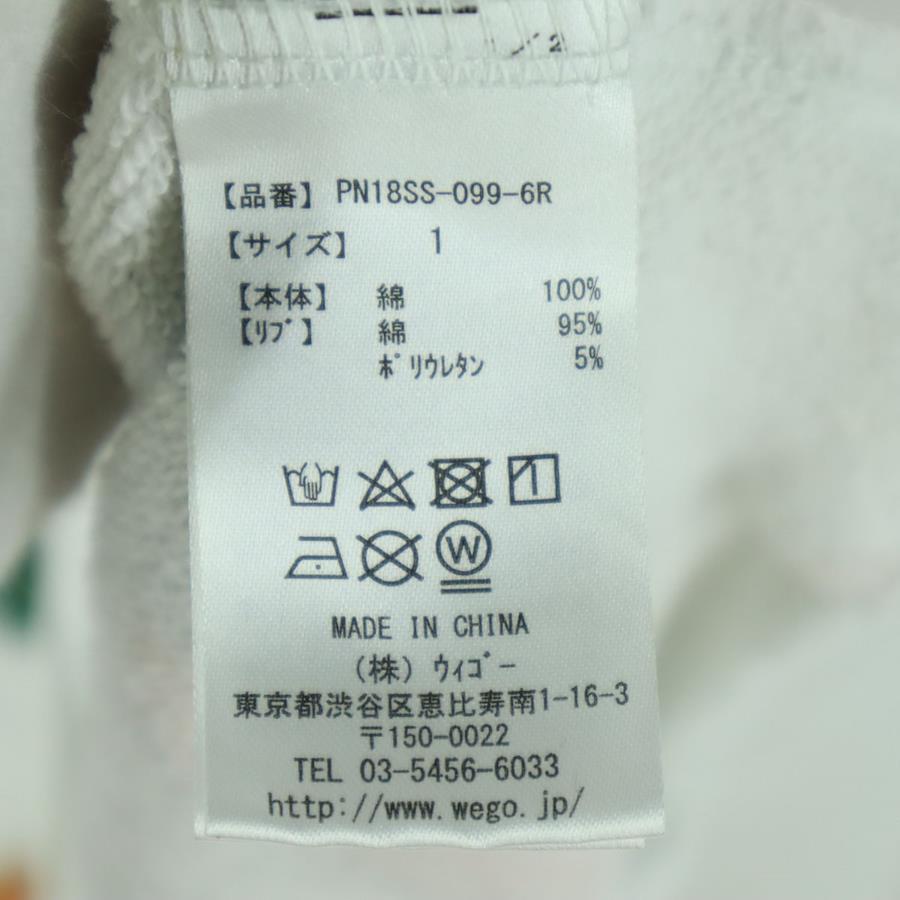 【品番】 PN18SS-099-6R
【サイズ】 1
【本体】 綿 100%
【ﾘﾌﾞ】 綿 95%
ﾎﾟﾘｳﾚﾀﾝ 5%
W
MADE IN CHINA
(株) ｳｨｺﾞｰ
東京都渋谷区恵比寿南1-16-3
〒150-0022
TEL 03-5456-6033
http://www.wego.jp/